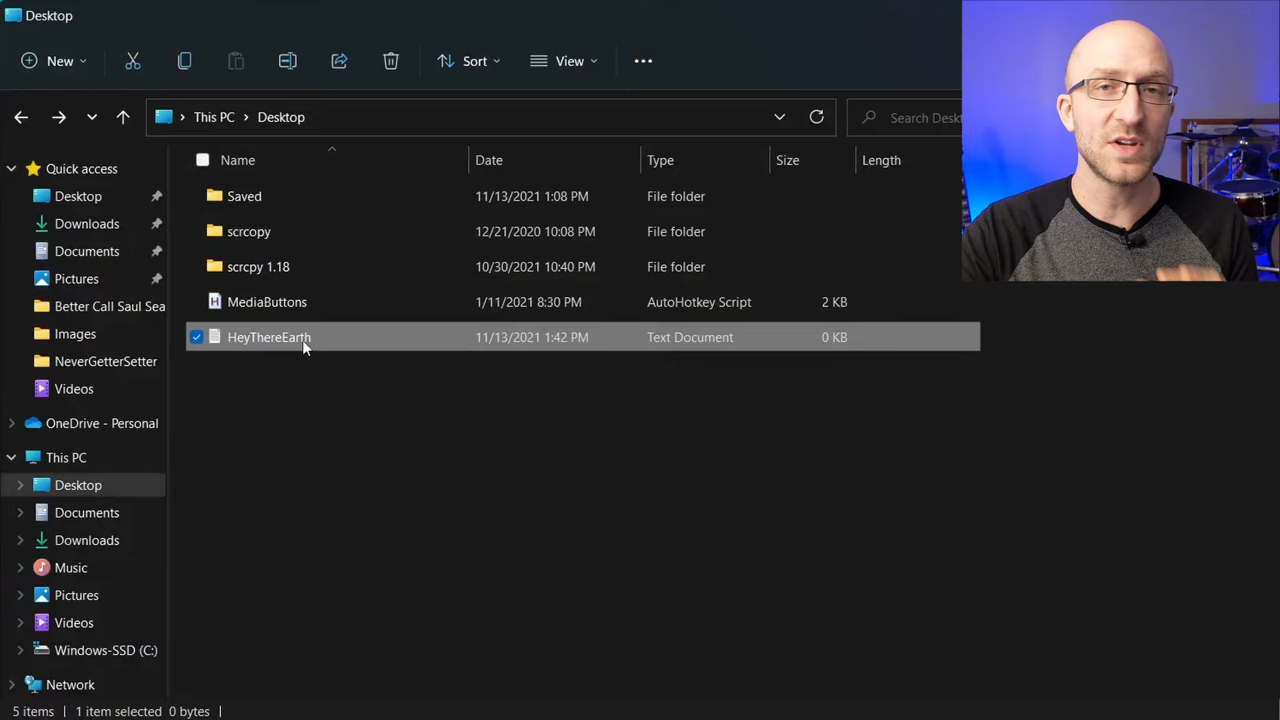 Desktop
New Sort View
This PC > Desktop Search Desk
Name Date Type Size Length
Saved 11/13/2021 1:08 PM File folder
scrcopy 12/21/2020 10:08 PM File folder
scrcpy 1.18 10/30/2021 10:40 PM File folder
MediaButtons 1/11/2021 8:30 PM AutoHotkey Script 2 KB
HeyThereEarth 11/13/2021 1:42 PM Text Document 0 KB
Quick access
Desktop
Downloads
Documents
Pictures
Better Call Saul Sea
Images
NeverGetterSetter
Videos
OneDrive - Personal
This PC
Desktop
Documents
Downloads
Music
Pictures
Videos
Windows-SSD (C:)
Network
5 items | 1 item selected 0 bytes |